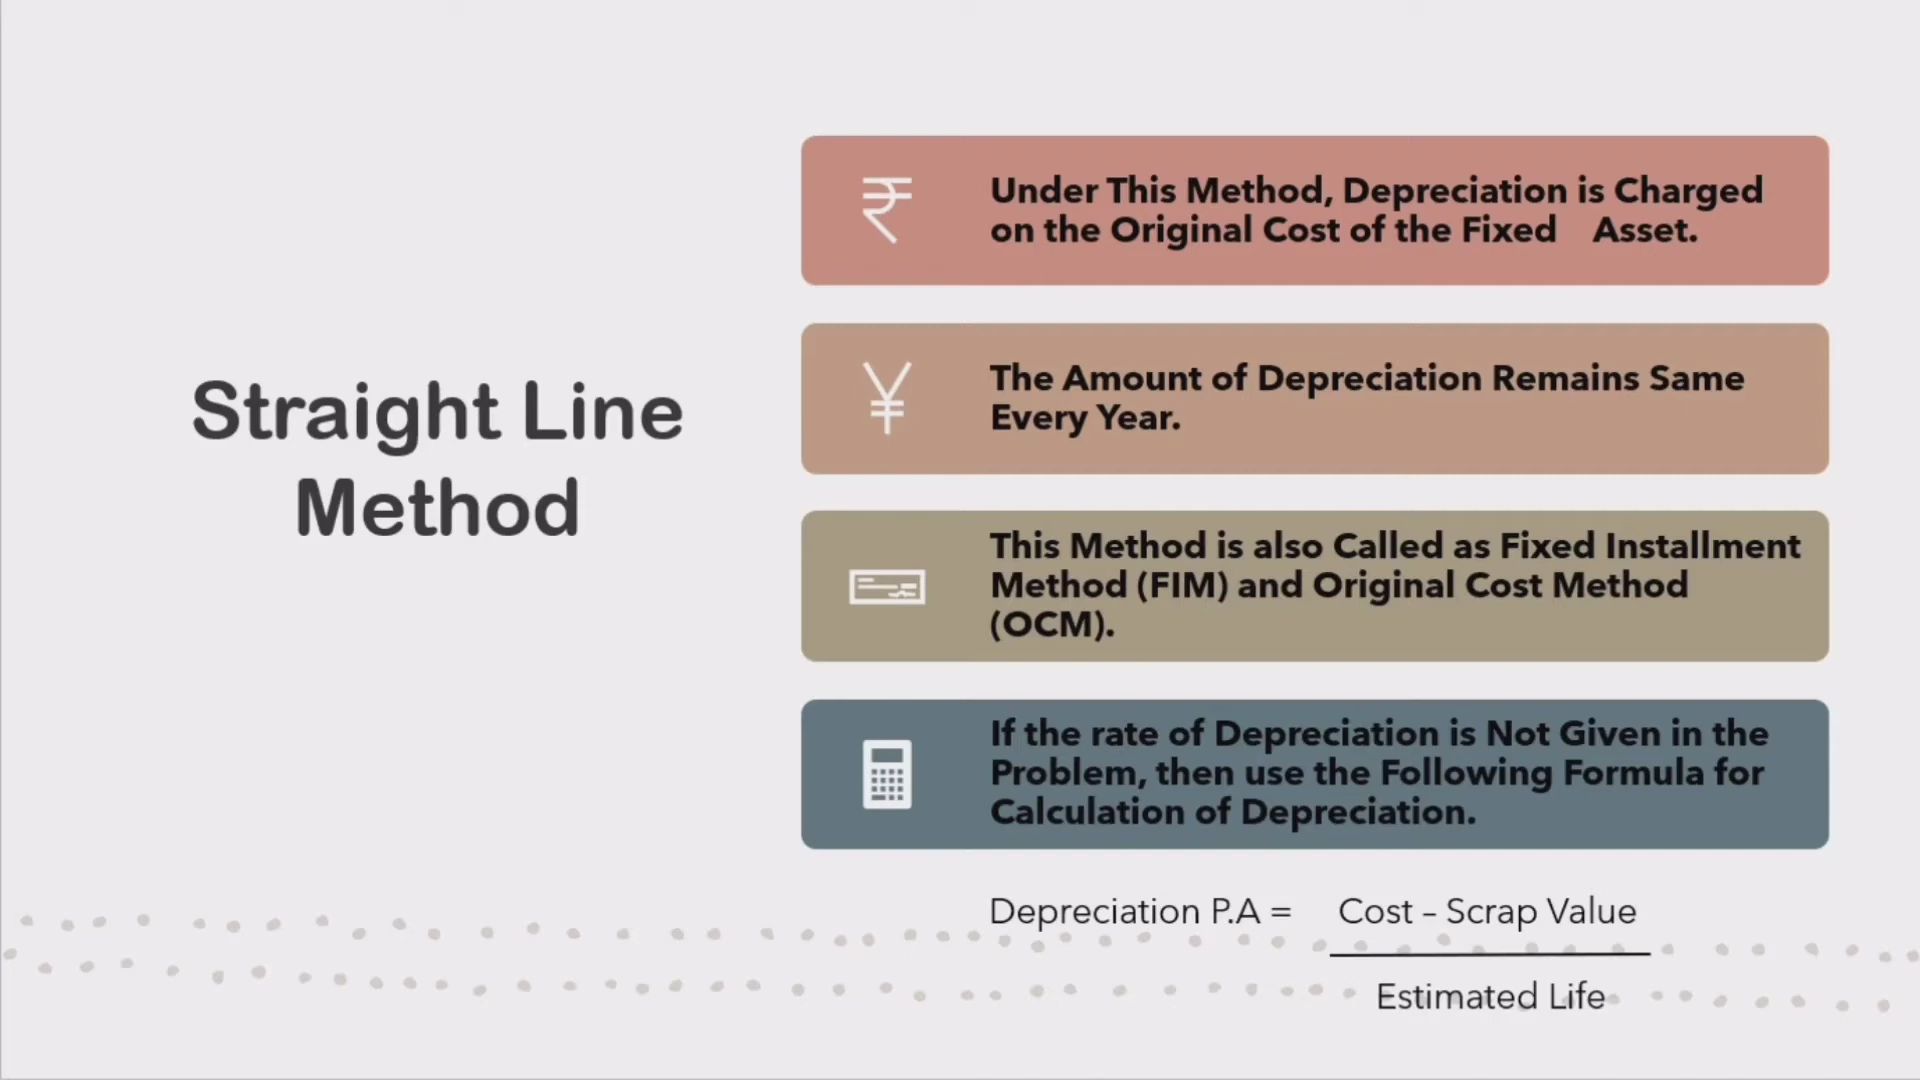 Straight Line
Method
Under This Method, Depreciation is Charged
on the Original Cost of the Fixed    Asset.
The Amount of Depreciation Remains Same
Every Year.
This Method is also Called as Fixed Installment
Method (FIM) and Original Cost Method
(OCM).
If the rate of Depreciation is Not Given in the
Problem, then use the Following Formula for
Calculation of Depreciation.
Depreciation P.A = Cost – Scrap Value
Estimated Life